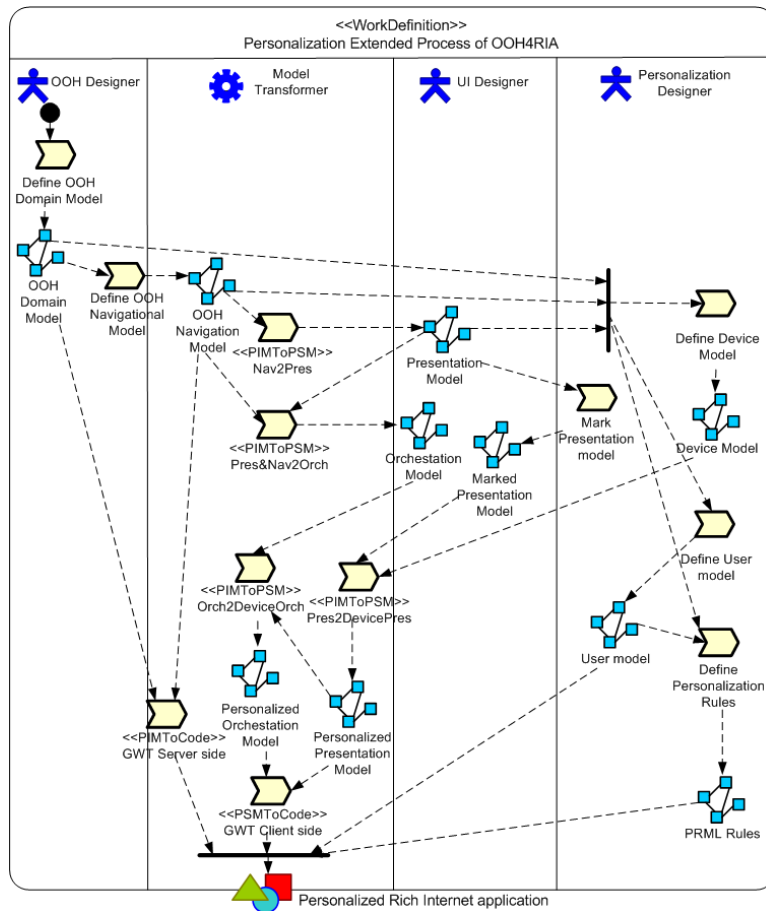 <<WorkDefinition>>
Personalization Extended Process of OOH4RIA
OOH Designer
Model
Transformer
UI Designer
Personalization
Designer
Define OOH
Domain Model
OOH
Domain
Model
Define OOH
Navigational
Model
OOH
Navigation
Model
<<PIMToPSM>>
Nav2Pres
Presentation
Model
Define Device
Model
<<PIMToPSM>>
Pres&Nav2Orch
Orchestation
Model
Marked
Presentation
Model
Mark
Presentation
model
Device Model
<<PIMToPSM>>
Orch2DeviceOrch
<<PIMToPSM>>
Pres2DevicePres
Define User
model
User model
Define
Personalization
Rules
Personalized
Orchestation
Model
Personalized
Presentation
Model
<<PIMToCode>>
GWT Server side
<<PSMToCode>>
GWT Client side
PRML Rules
Personalized Rich Internet application